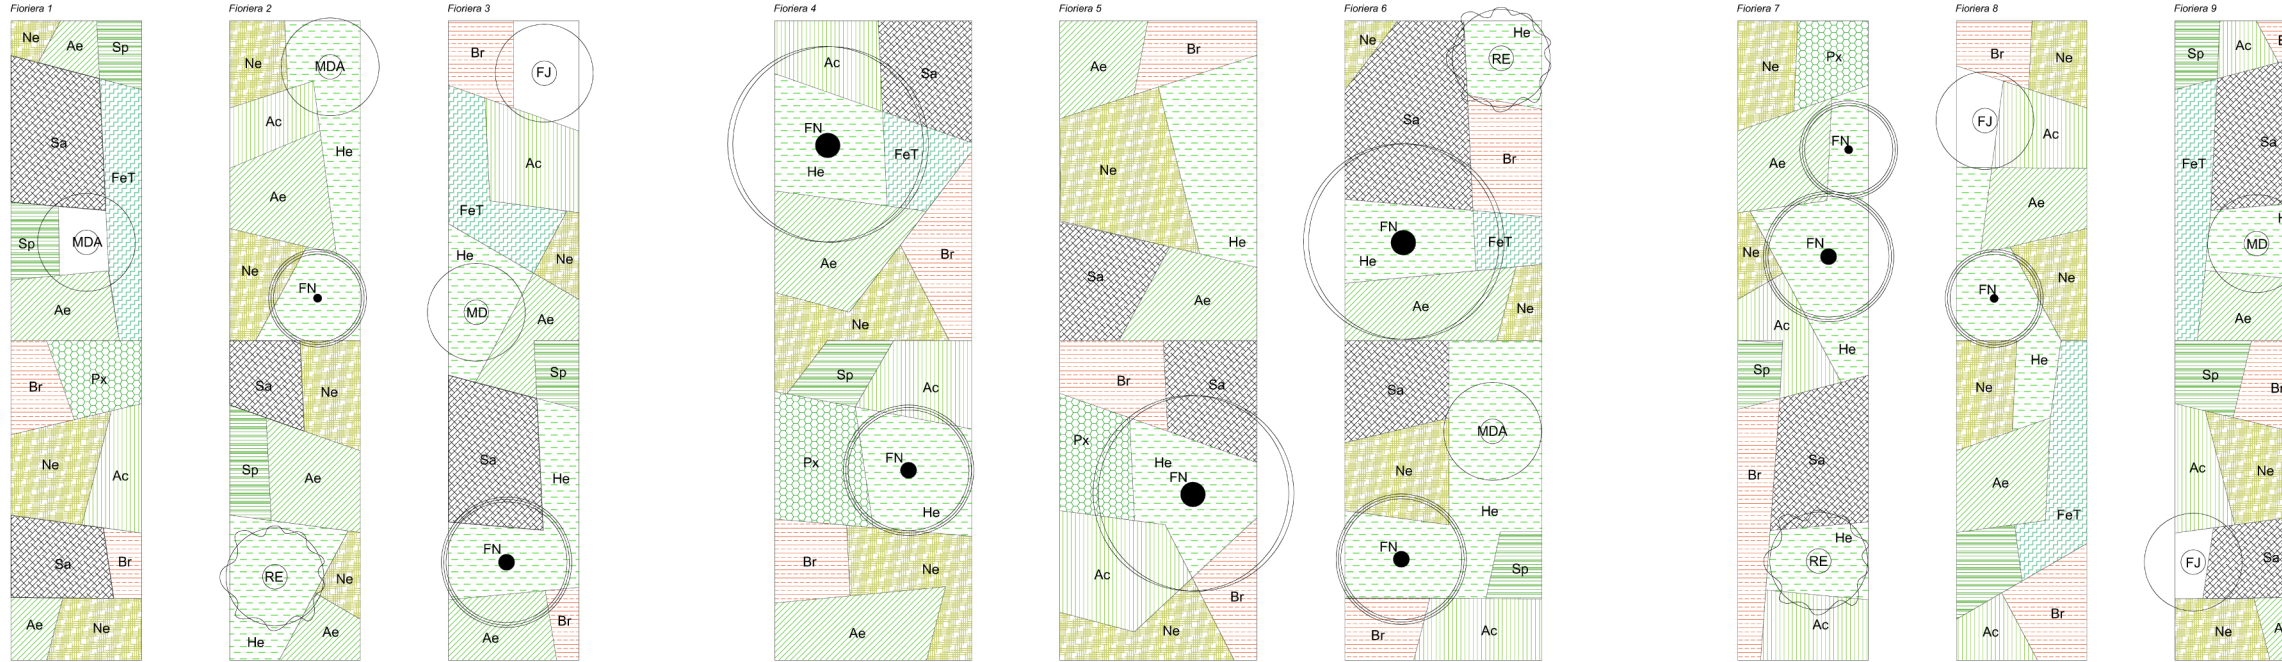 Fioriera 1
Ne
Ae
Sp
Sa
FeT
Sp
MDA
Ae
Br
Px
Ne
Ac
Sa
Br
Ae
Ne
Fioriera 2
Ne
MDA
Ac
He
Ae
Ne
FN
Sa
Ne
Sp
Ae
RE
Ne
He
Ae
Fioriera 3
Br
FJ
Ac
FeT
He
Ne
MD
Ae
Sp
Sa
He
FN
Ae
Br
Fioriera 4
Ac
Sa
FN
FeT
He
Ae
Br
Ne
Sp
Ac
Px
FN
He
Br
Ne
Ae
Fioriera 5
Br
Ae
Ne
He
Sa
Ae
Br
Sa
Px
He
FN
Ac
Br
Ne
Fioriera 6
Ne
He
RE
Sa
Br
FN
FeT
He
Ae
Ne
Sa
MDA
Ne
He
FN
Sp
Br
Ac
Fioriera 7
Px
Ne
FN
Ae
FN
Ne
Ac
He
Sp
Sa
Br
He
RE
Ac
Fioriera 8
Br
Ne
FJ
Ac
Ae
Ne
FN
He
Ne
Ae
FeT
Br
Ac
Fioriera 9
Ac
Sp
Sa
FeT
MD
Ae
Sp
Br
Ac
Ne
FJ
Sa
Ne